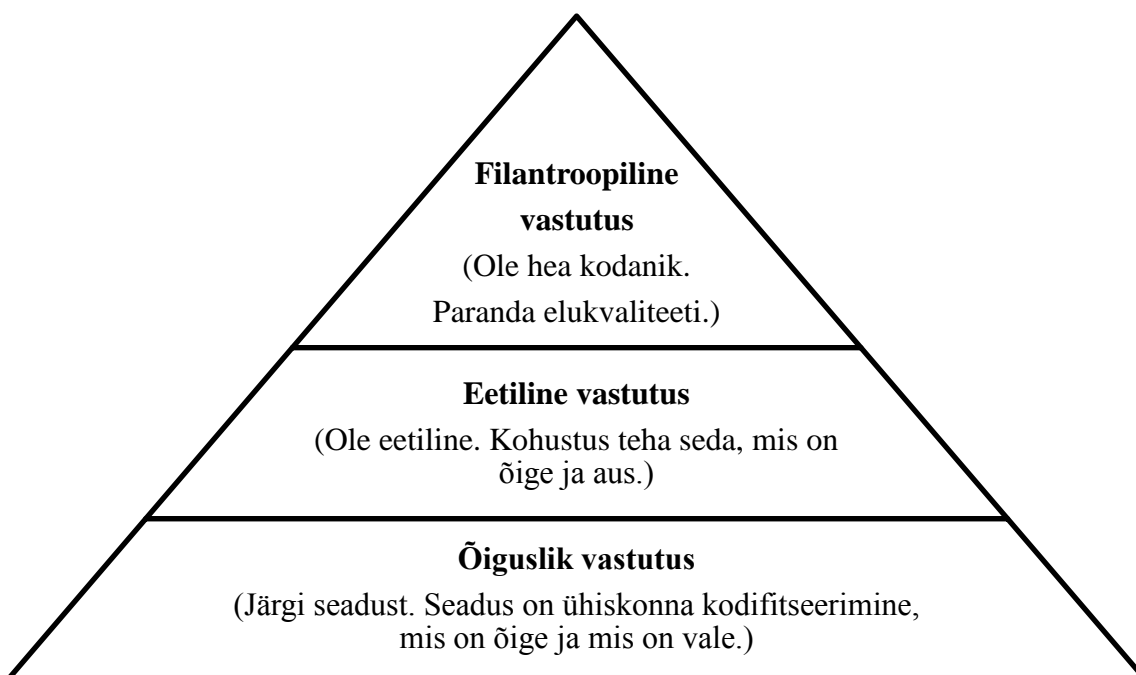 Filantroopiline
vastutus
(Ole hea kodanik.
Paranda elukvaliteeti.)
Eetiline vastutus
(Ole eetiline. Kohustus teha seda, mis on
õige ja aus.)
Õiguslik vastutus
(Järgi seadust. Seadus on ühiskonna kodifitseerimine,
mis on õige ja mis on vale.)